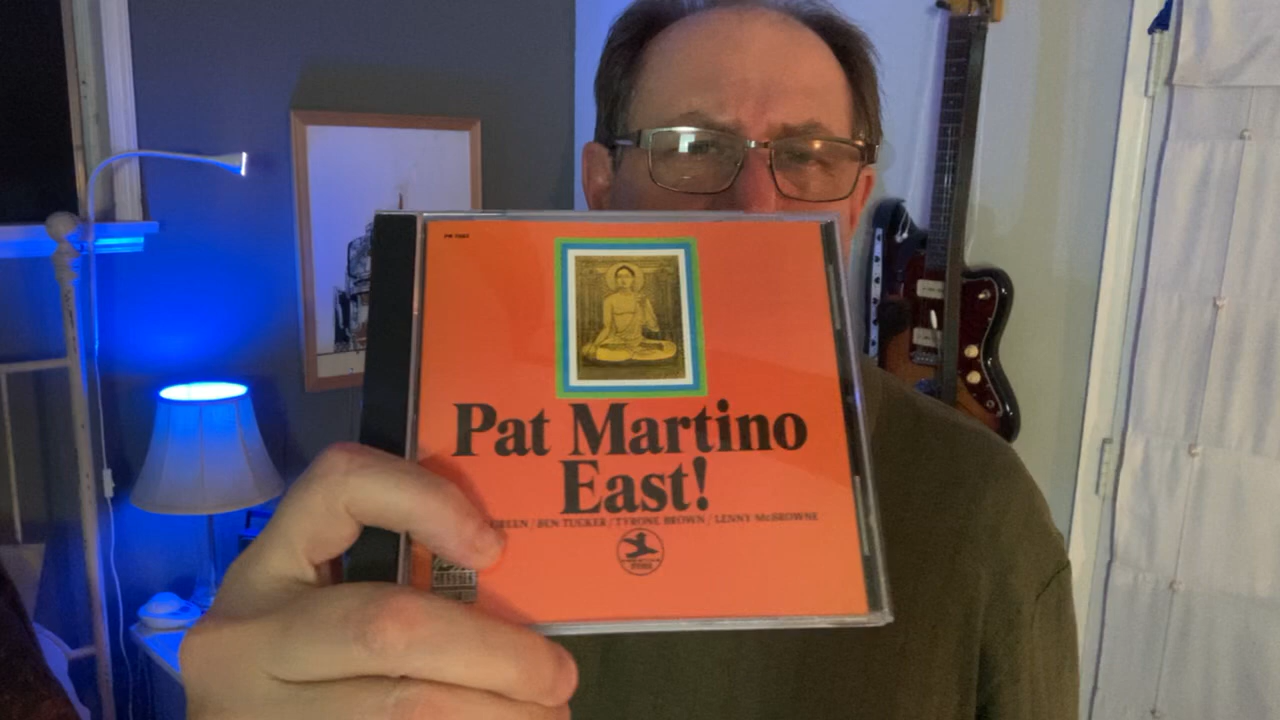 Pat Martino
East!
GREEN / BEN TUCKER / TYRONE BROWN / LENNY McBROWNE